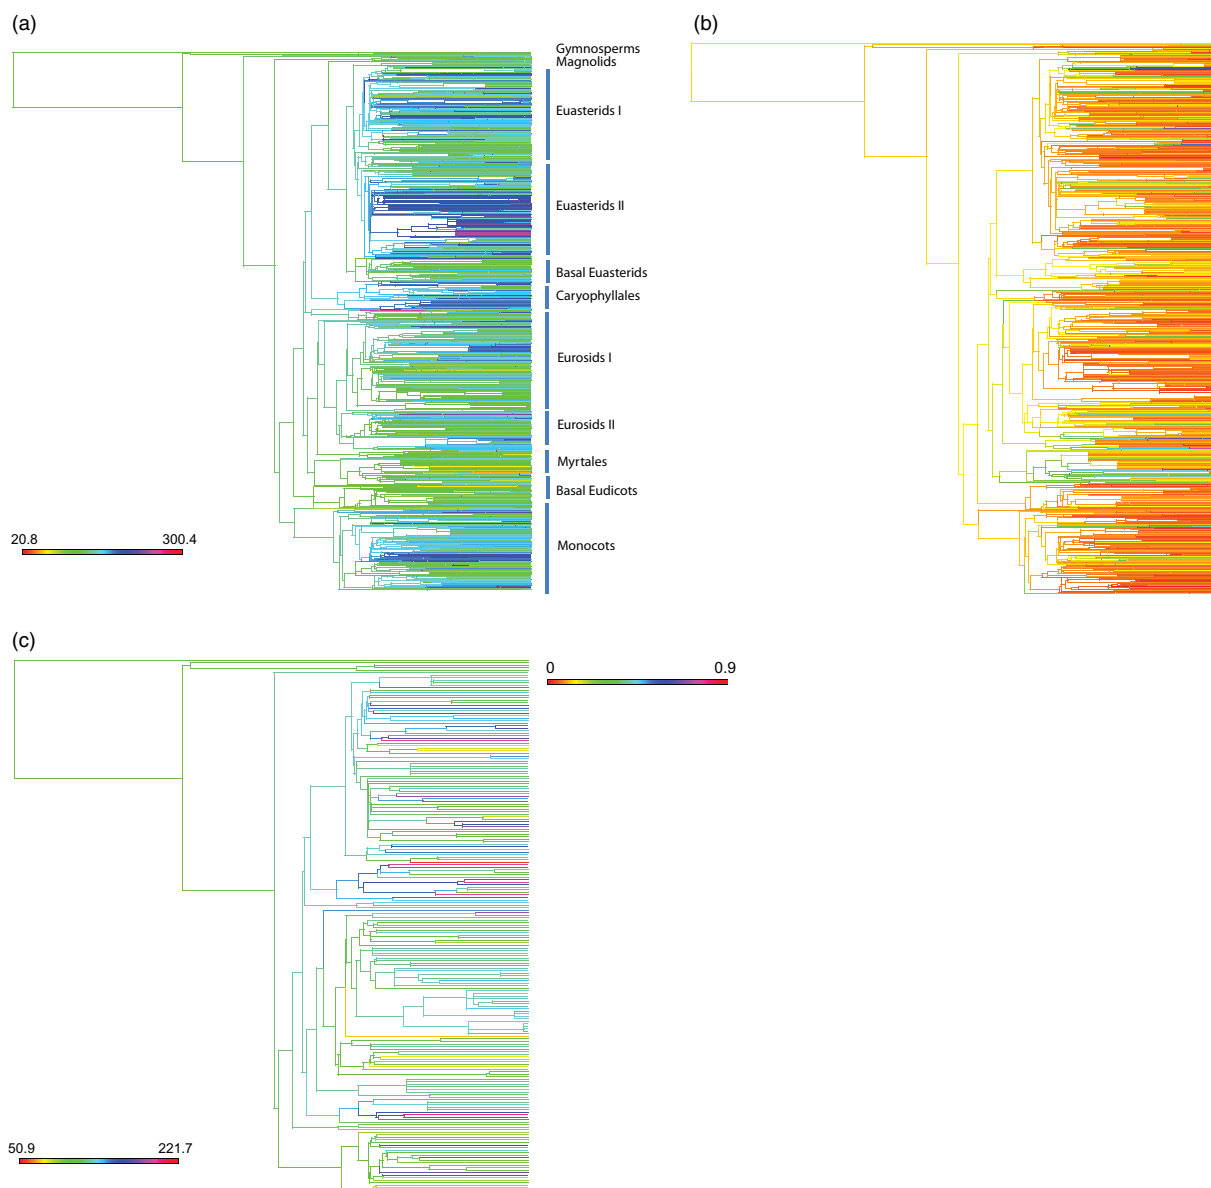 (a)
(b)
Gymnosperms
Magnolids
Euasterids I
Euasterids II
Basal Euasterids
Caryophyllales
Eurosids I
Eurosids II
Myrtales
Basal Eudicots
Monocots
20.8 300.4
(c)
0 0.9
50.9 221.7